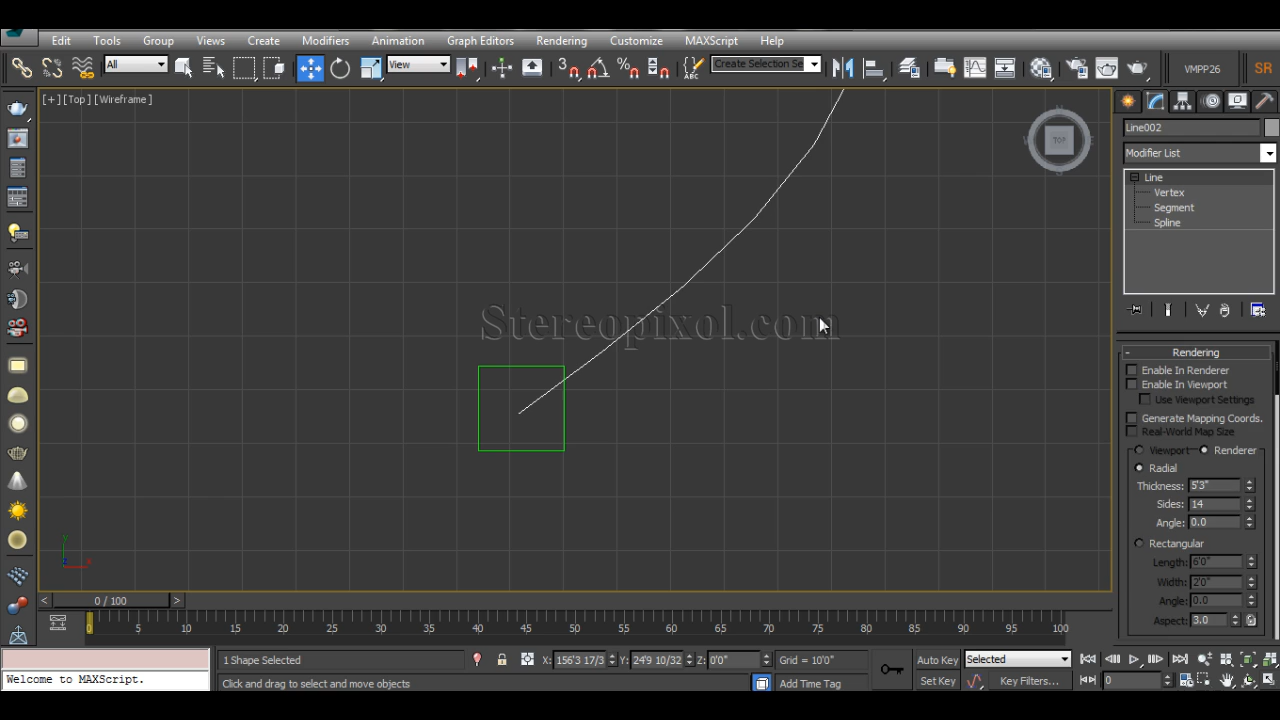 Edit Tools Group Views Create Modifiers Animation Graph Editors Rendering Customize MAXScript Help
All View 3 ABC Create Selection Se VMPP26 SR
[+][Top][Wireframe]
TOP
Line002
Modifier List
Line
Vertex
Segment
Spline
Stereopixol.com
Rendering
Enable In Renderer
Enable In Viewport
Use Viewport Settings
Generate Mapping Coords.
Real-World Map Size
Viewport Renderer
Radial
Thickness: 5'3"
Sides: 14
Angle: 0.0
Rectangular
Length: 6'0"
Width: 2'0"
Angle: 0.0
Aspect: 3.0
y x z
< 0 / 100 >
0 5 10 15 20 25 30 35 40 45 50 55 60 65 70 75 80 85 90 95 100
1 Shape Selected X: 156'3 17/3 Y: 24'9 10/32 Z: 0'0" Grid = 10'0" Auto Key Selected
Welcome to MAXScript. Click and drag to select and move objects Add Time Tag Set Key Key Filters... 0